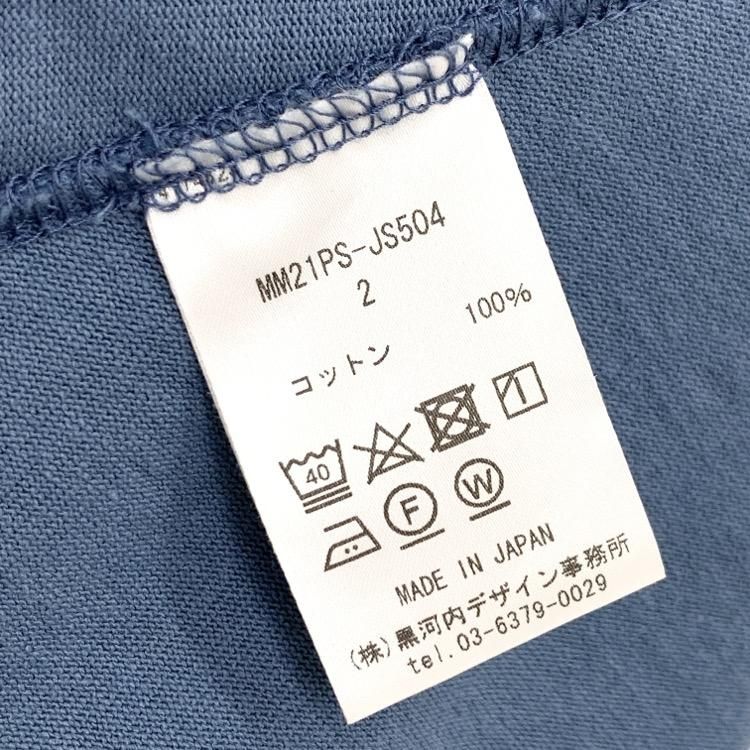 MM21PS-JS504
2
コットン 100%
40
F W
MADE IN JAPAN
(株)黒河内デザイン事務所
tel.03-6379-0029